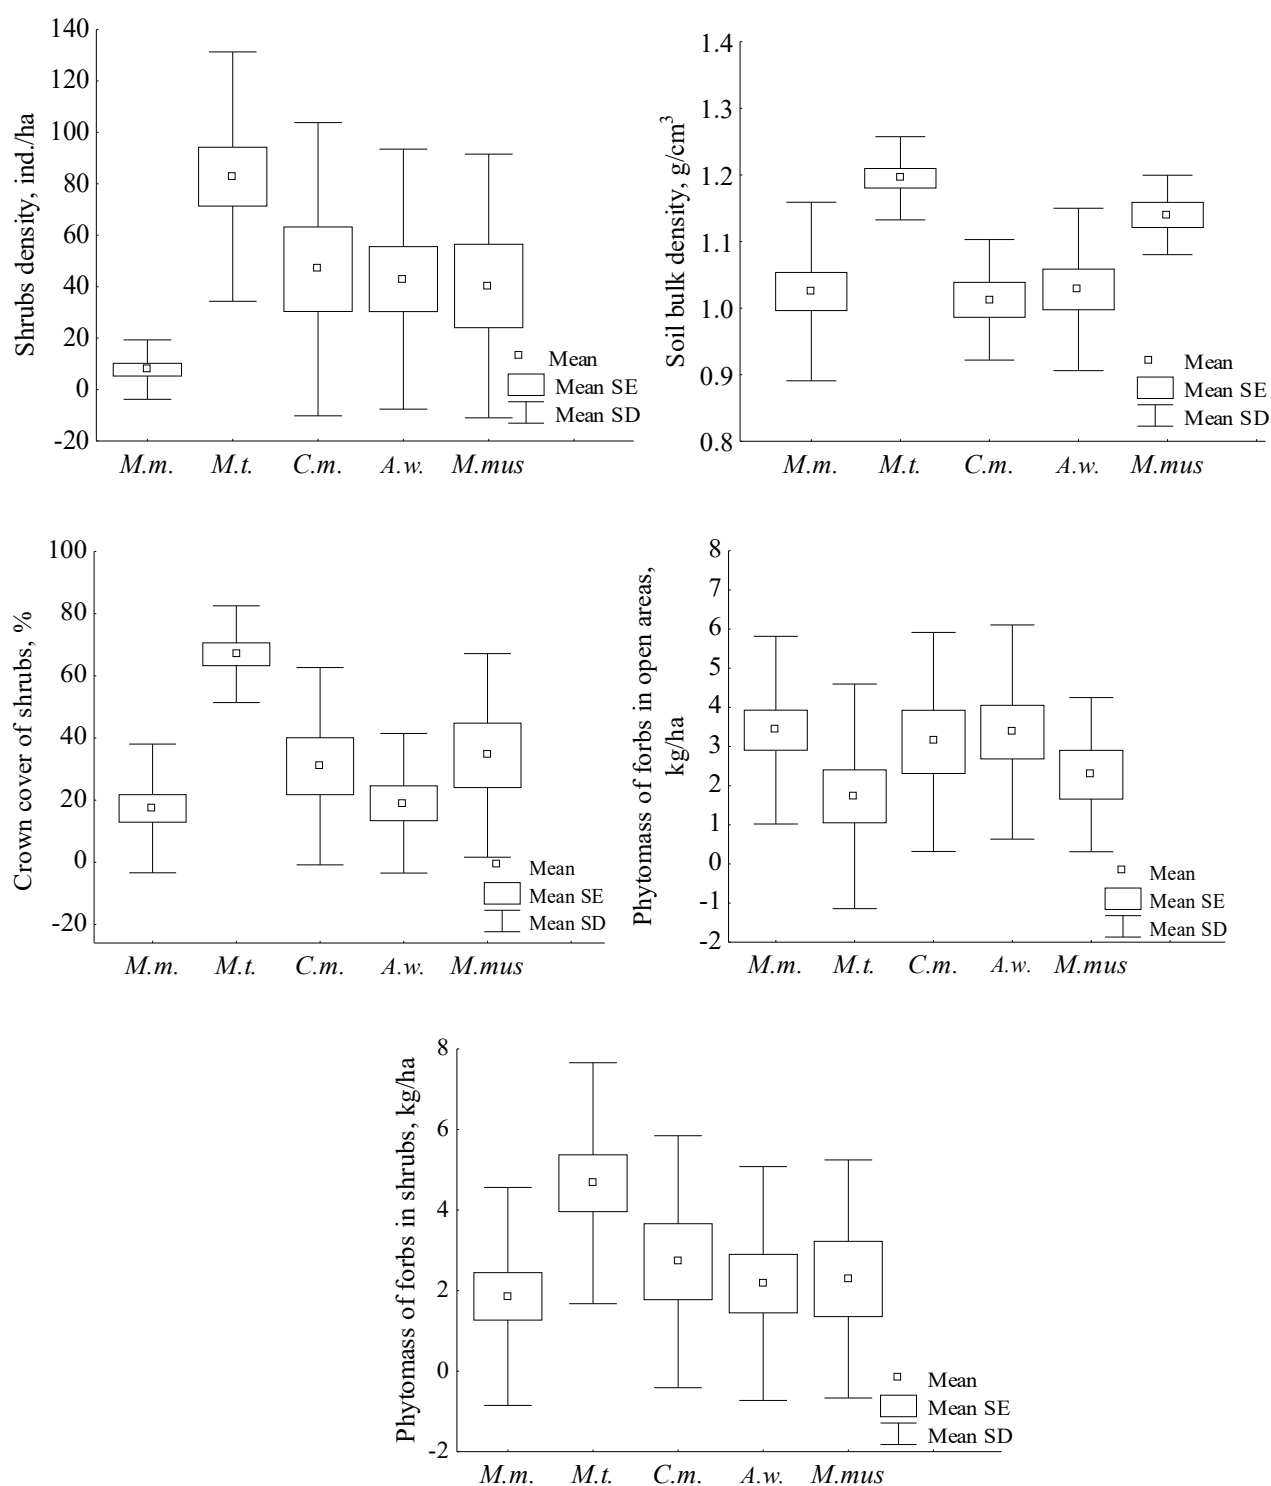 Shrubs density, ind./ha
140
120
100
80
60
40
20
0
-20
M.m. M.t. C.m. A.w. M.mus
Mean
Mean SE
Mean SD
Soil bulk density, g/cm³
1.4
1.3
1.2
1.1
1.0
0.9
0.8
M.m. M.t. C.m. A.w. M.mus
Mean
Mean SE
Mean SD
Crown cover of shrubs, %
100
80
60
40
20
0
-20
M.m. M.t. C.m. A.w. M.mus
Mean
Mean SE
Mean SD
Phytomass of forbs in open areas,
kg/ha
8
7
6
5
4
3
2
1
0
-1
-2
M.m. M.t. C.m. A.w. M.mus
Mean
Mean SE
Mean SD
Phytomass of forbs in shrubs, kg/ha
8
6
4
2
0
-2
M.m. M.t. C.m. A.w. M.mus
Mean
Mean SE
Mean SD